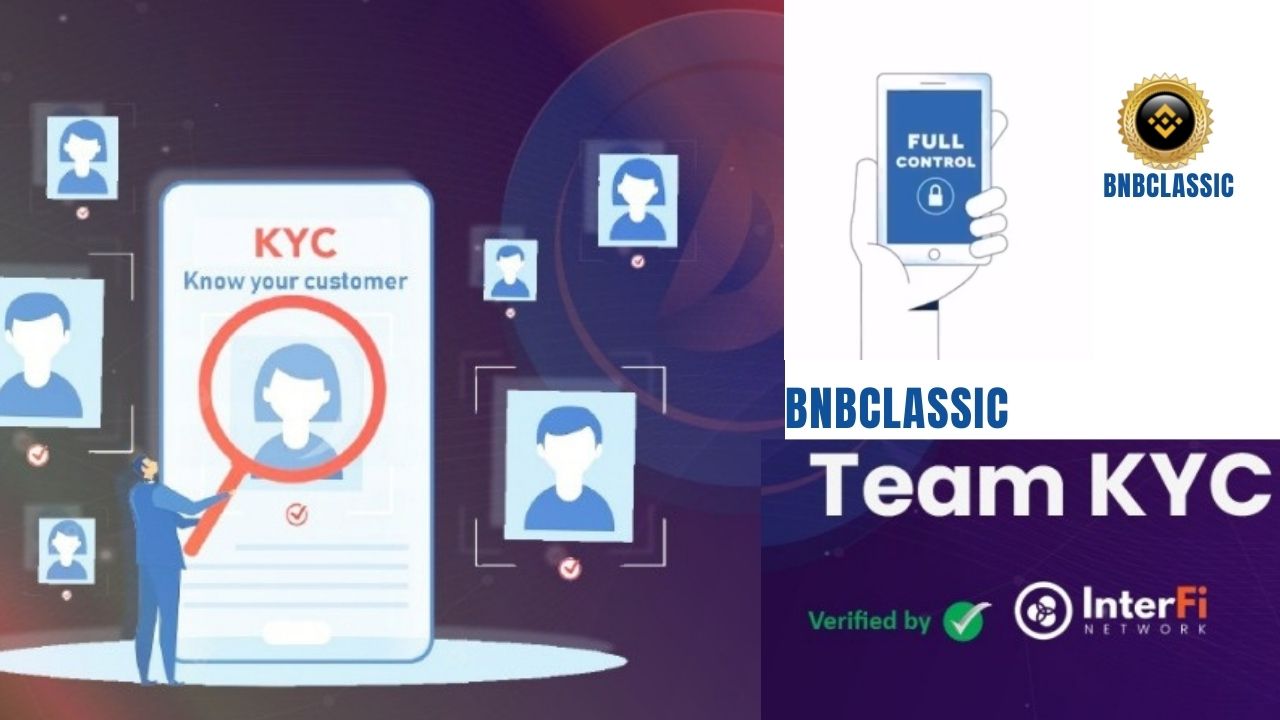 KYC
Know your customer
FULL
CONTROL
BNBCLASSIC
BNBCLASSIC
Team KYC
Verified by
InterFi
NETWORK